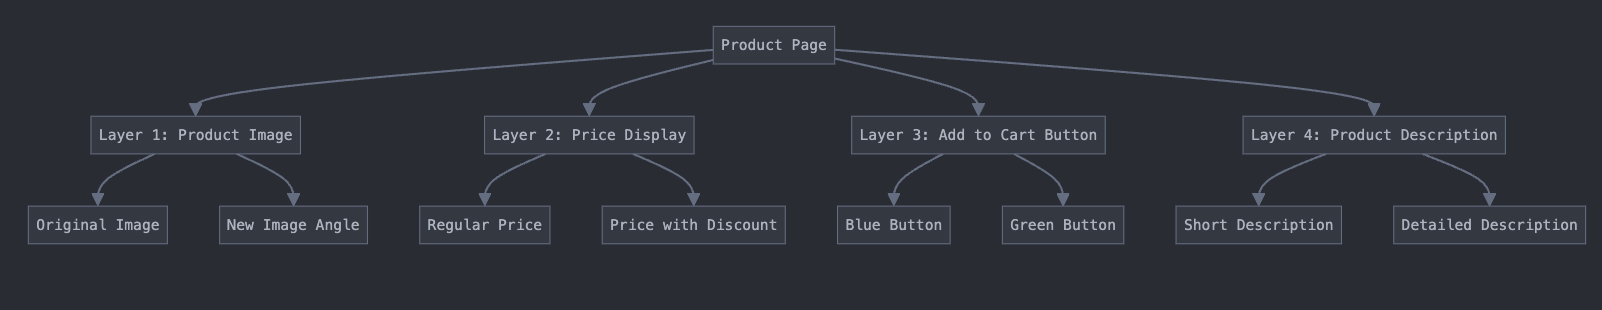 Product Page
Layer 1: Product Image
Layer 2: Price Display
Layer 3: Add to Cart Button
Layer 4: Product Description
Original Image
New Image Angle
Regular Price
Price with Discount
Blue Button
Green Button
Short Description
Detailed Description